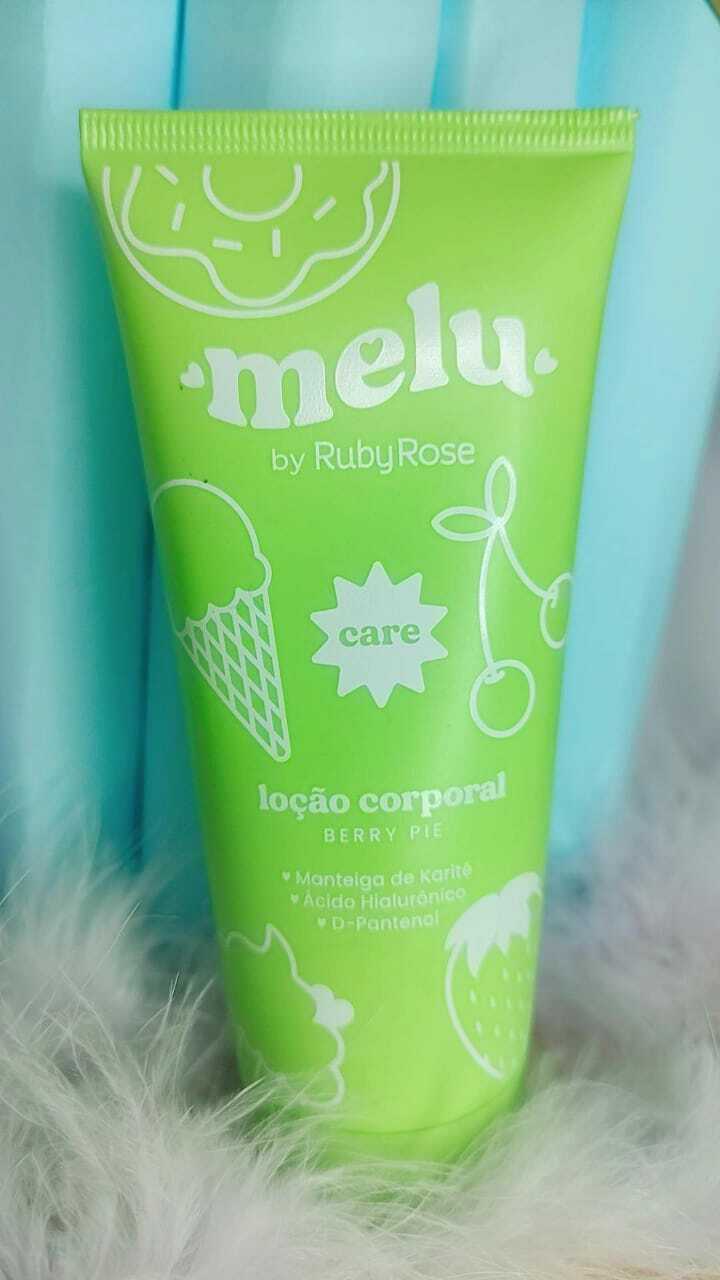 melu
by RubyRose
care
loção corporal
BERRY PIE
Manteiga de Karité
Ácido Hialurônico
D-Pantenol